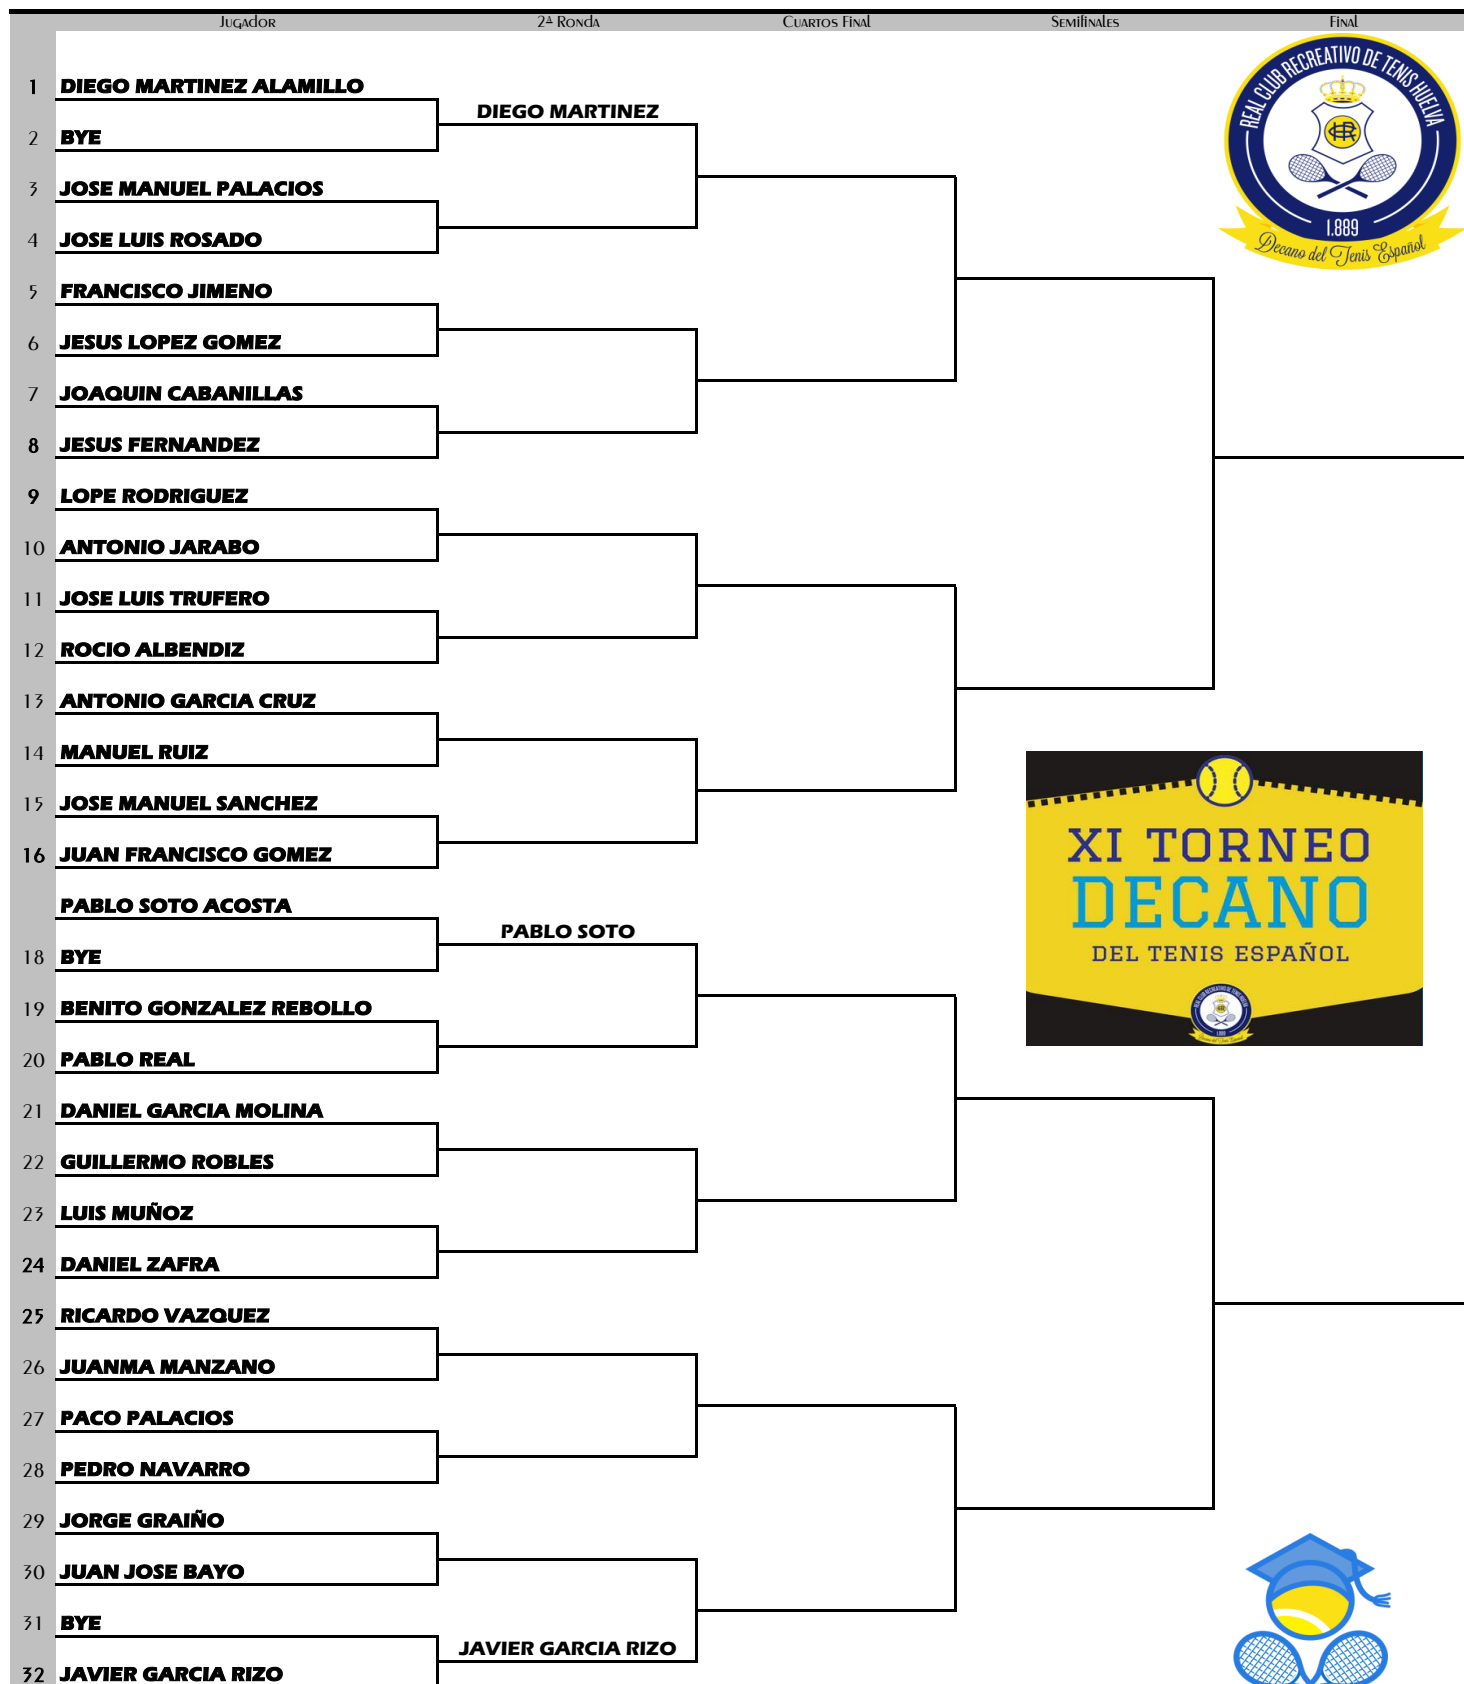 Jugador 2ª Ronda Cuartos Final Semifinales Final
1 DIEGO MARTINEZ ALAMILLO
DIEGO MARTINEZ
2 BYE
3 JOSE MANUEL PALACIOS
4 JOSE LUIS ROSADO
5 FRANCISCO JIMENO
6 JESUS LOPEZ GOMEZ
7 JOAQUIN CABANILLAS
8 JESUS FERNANDEZ
9 LOPE RODRIGUEZ
10 ANTONIO JARABO
11 JOSE LUIS TRUFERO
12 ROCIO ALBENDIZ
13 ANTONIO GARCIA CRUZ
14 MANUEL RUIZ
15 JOSE MANUEL SANCHEZ
16 JUAN FRANCISCO GOMEZ
PABLO SOTO ACOSTA
PABLO SOTO
18 BYE
19 BENITO GONZALEZ REBOLLO
20 PABLO REAL
21 DANIEL GARCIA MOLINA
22 GUILLERMO ROBLES
23 LUIS MUÑOZ
24 DANIEL ZAFRA
25 RICARDO VAZQUEZ
26 JUANMA MANZANO
27 PACO PALACIOS
28 PEDRO NAVARRO
29 JORGE GRAIÑO
30 JUAN JOSE BAYO
31 BYE
JAVIER GARCIA RIZO
32 JAVIER GARCIA RIZO
REAL CLUB RECREATIVO DE TENIS HUELVA
1.889
Decano del Tenis Español
XI TORNEO
DECANO
DEL TENIS ESPAÑOL